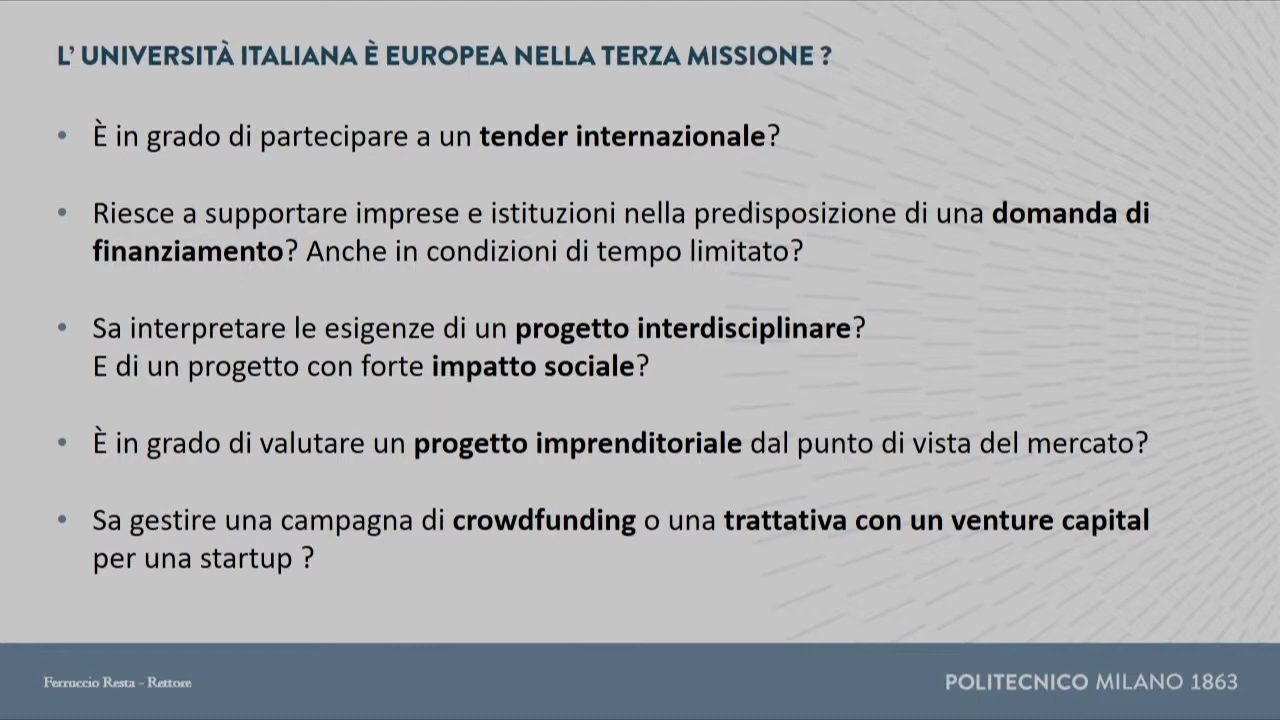 L’ UNIVERSITÀ ITALIANA È EUROPEA NELLA TERZA MISSIONE ?
• È in grado di partecipare a un tender internazionale?
• Riesce a supportare imprese e istituzioni nella predisposizione di una domanda di
finanziamento? Anche in condizioni di tempo limitato?
• Sa interpretare le esigenze di un progetto interdisciplinare?
E di un progetto con forte impatto sociale?
• È in grado di valutare un progetto imprenditoriale dal punto di vista del mercato?
• Sa gestire una campagna di crowdfunding o una trattativa con un venture capital
per una startup ?
Ferruccio Resta – Rettore
POLITECNICO MILANO 1863